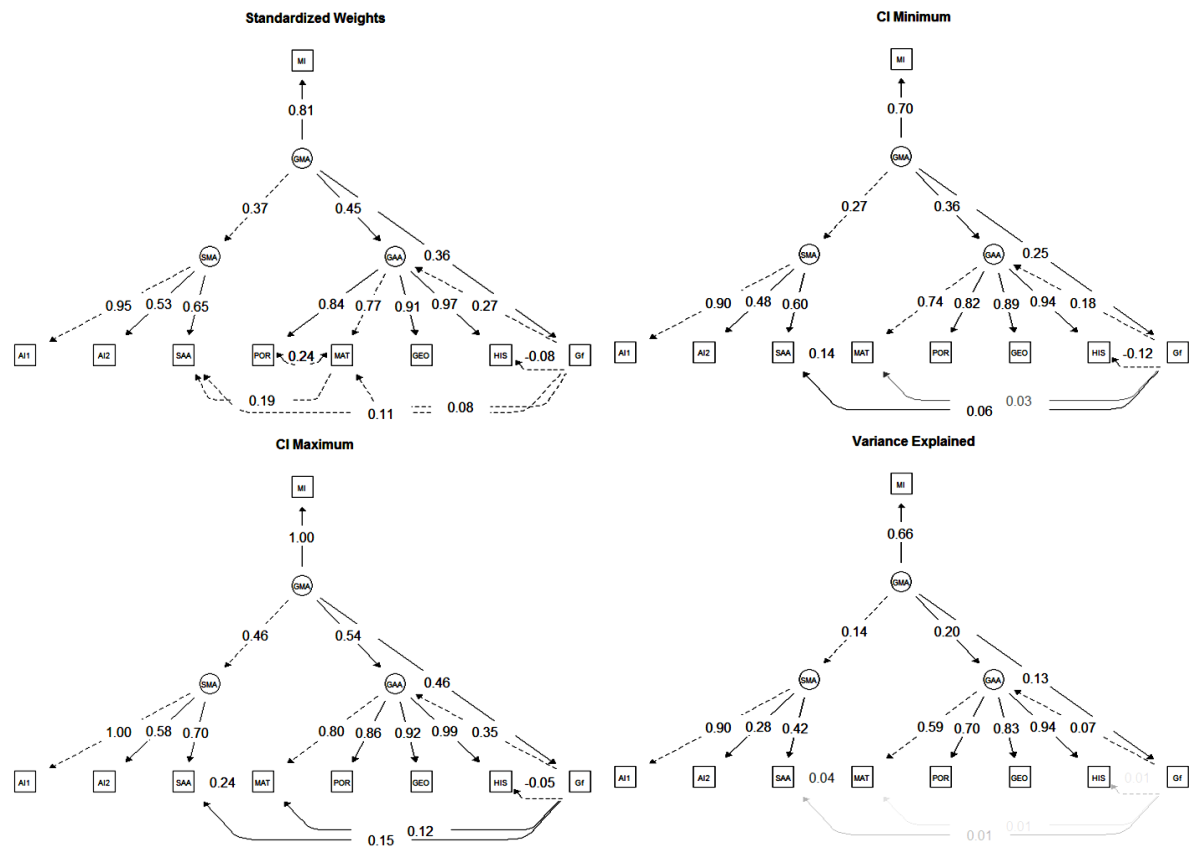 Standardized Weights
MI
0.81
GMA
0.37 0.45
SMA GAA 0.36
0.95 0.53 0.65 0.84 0.77 0.91 0.97 0.27
AI1 AI2 SAA POR 0.24 MAT GEO HIS -0.08 Gf
0.19 0.11 0.08
CI Minimum
MI
0.70
GMA
0.27 0.36
SMA GAA 0.25
0.90 0.48 0.60 0.74 0.82 0.89 0.94 0.18
AI1 AI2 SAA 0.14 MAT POR GEO HIS -0.12 Gf
0.03
0.06
CI Maximum
MI
1.00
GMA
0.46 0.54
SMA GAA 0.46
1.00 0.58 0.70 0.80 0.86 0.92 0.99 0.35
AI1 AI2 SAA 0.24 MAT POR GEO HIS -0.05 Gf
0.12
0.15
Variance Explained
MI
0.66
GMA
0.14 0.20
SMA GAA 0.13
0.90 0.28 0.42 0.59 0.70 0.83 0.94 0.07
AI1 AI2 SAA 0.04 MAT POR GEO HIS 0.01 Gf
0.01
0.01